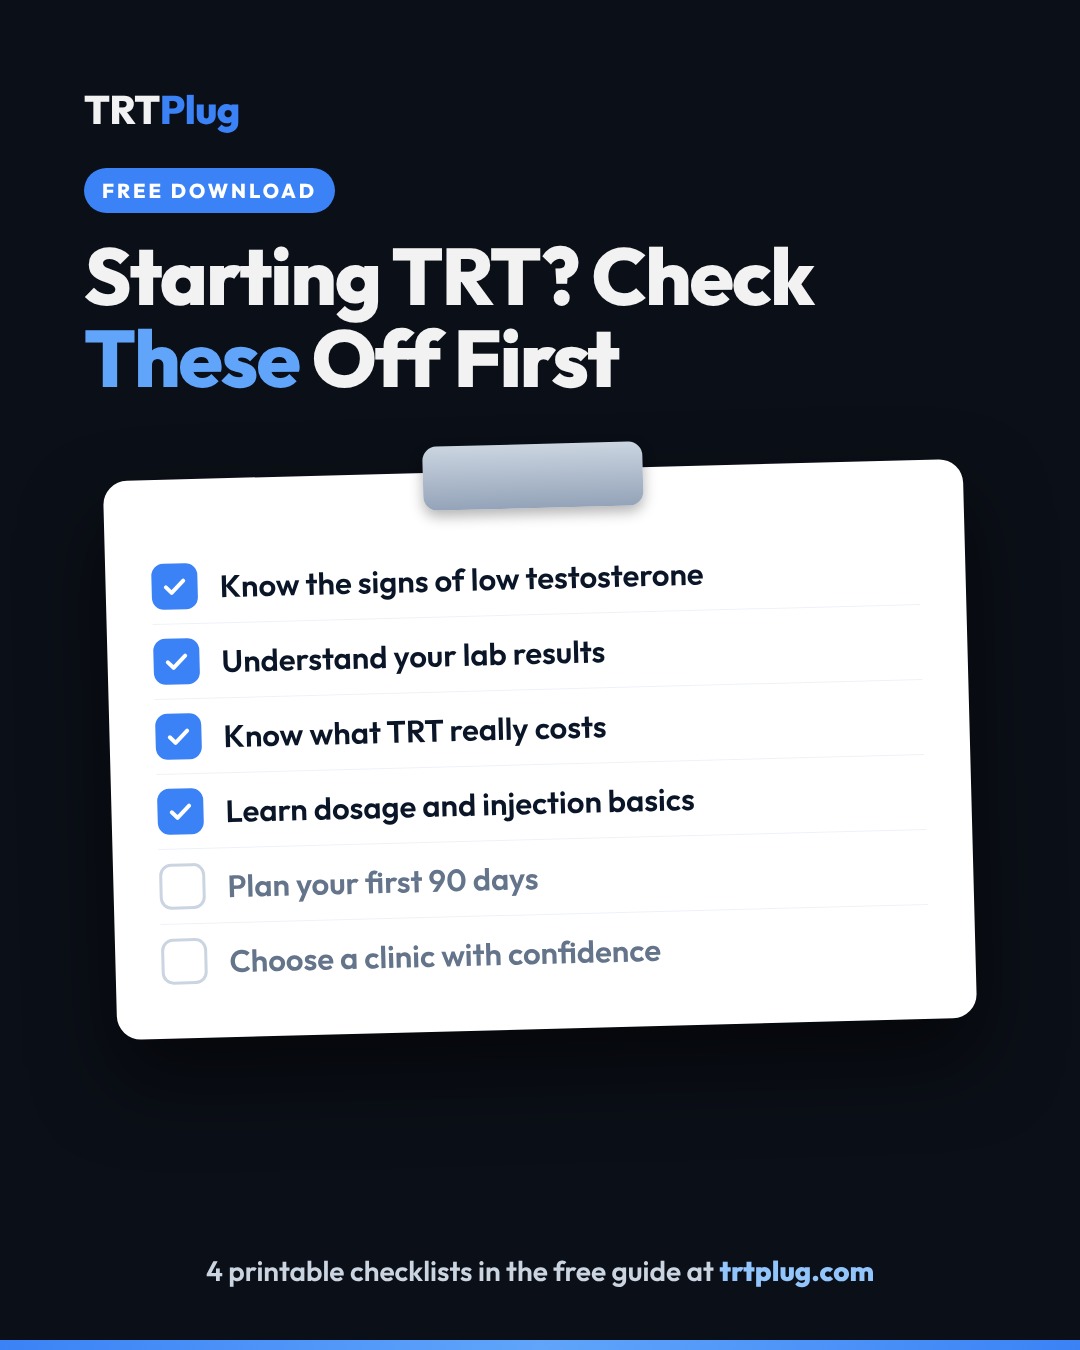 TRTPlug
FREE DOWNLOAD
Starting TRT? Check
These Off First
Know the signs of low testosterone
Understand your lab results
Know what TRT really costs
Learn dosage and injection basics
Plan your first 90 days
Choose a clinic with confidence
4 printable checklists in the free guide at trtplug.com